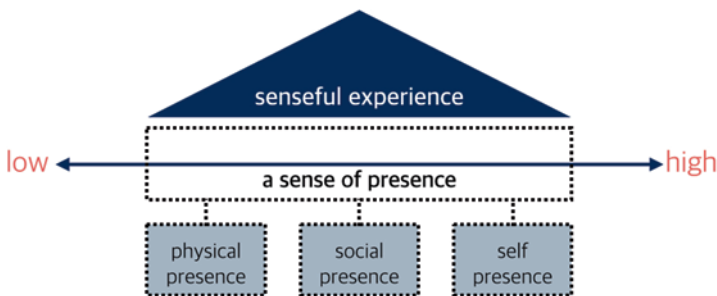 senseful experience
low
high
a sense of presence
physical
presence
social
presence
self
presence